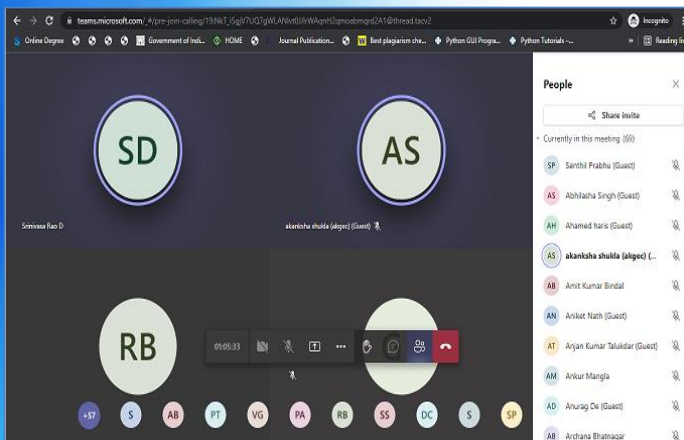 teams.microsoft.com/_#/pre-join-calling/19:NkT_iSgjV7UQ7gWLANlvt0JJlrWAqnH2qmoabmqrd2A1@thread.tacv2
Incognito
Online Degree
Government of Indi...
HOME
Journal Publication...
Best plagiarism che...
Python GUI Progra...
Python Tutorials –...
»
Reading lis
SD
AS
Srinivasa Rao D
akanksha shukla (akgec) (Guest)
RB
01:05:33
+57
S
AB
PT
VG
PA
RB
SS
DC
S
SP
People
Share invite
Currently in this meeting (69)
SP Senthil Prabhu (Guest)
AS Abhilasha Singh (Guest)
AH Ahamed haris (Guest)
AS akanksha shukla (akgec) (...
AB Amit Kumar Bindal
AN Aniket Nath (Guest)
AT Anjan Kumar Talukdar (Guest)
AM Ankur Mangla
AD Anurag De (Guest)
AB Archana Bhatnagar